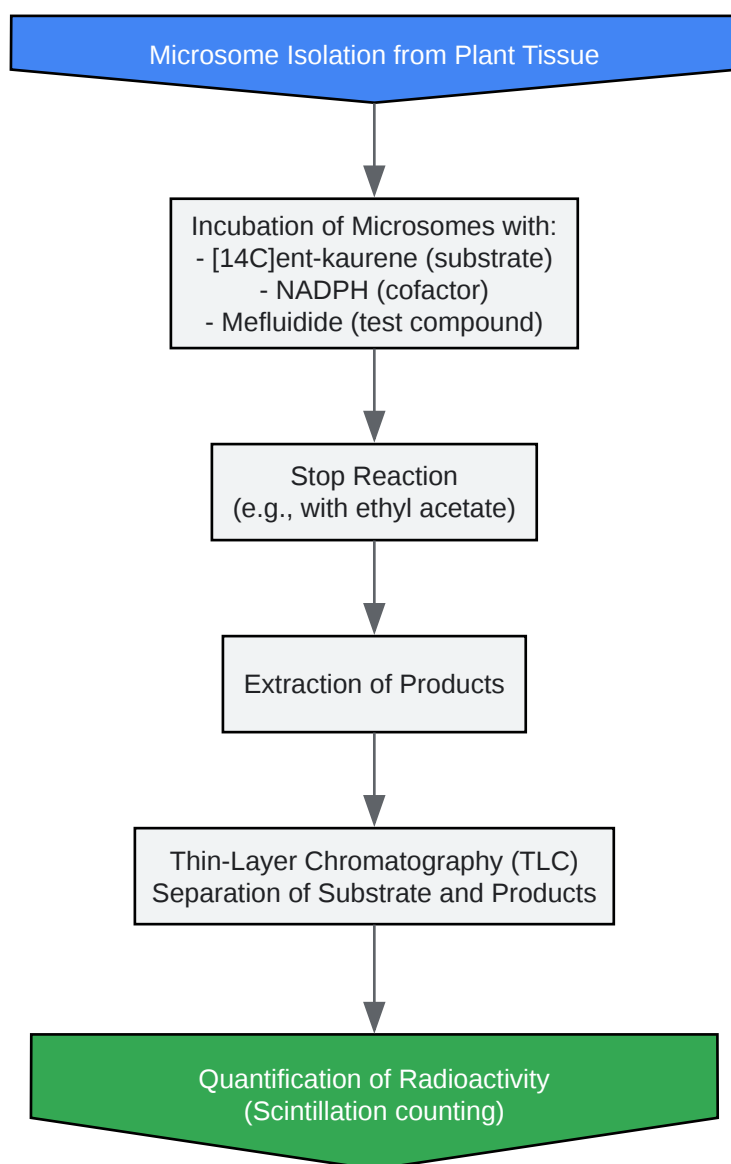 Microsome Isolation from Plant Tissue
Incubation of Microsomes with:
- [14C]ent-kaurene (substrate)
- NADPH (cofactor)
- Mefluidide (test compound)
Stop Reaction
(e.g., with ethyl acetate)
Extraction of Products
Thin-Layer Chromatography (TLC)
Separation of Substrate and Products
Quantification of Radioactivity
(Scintillation counting)